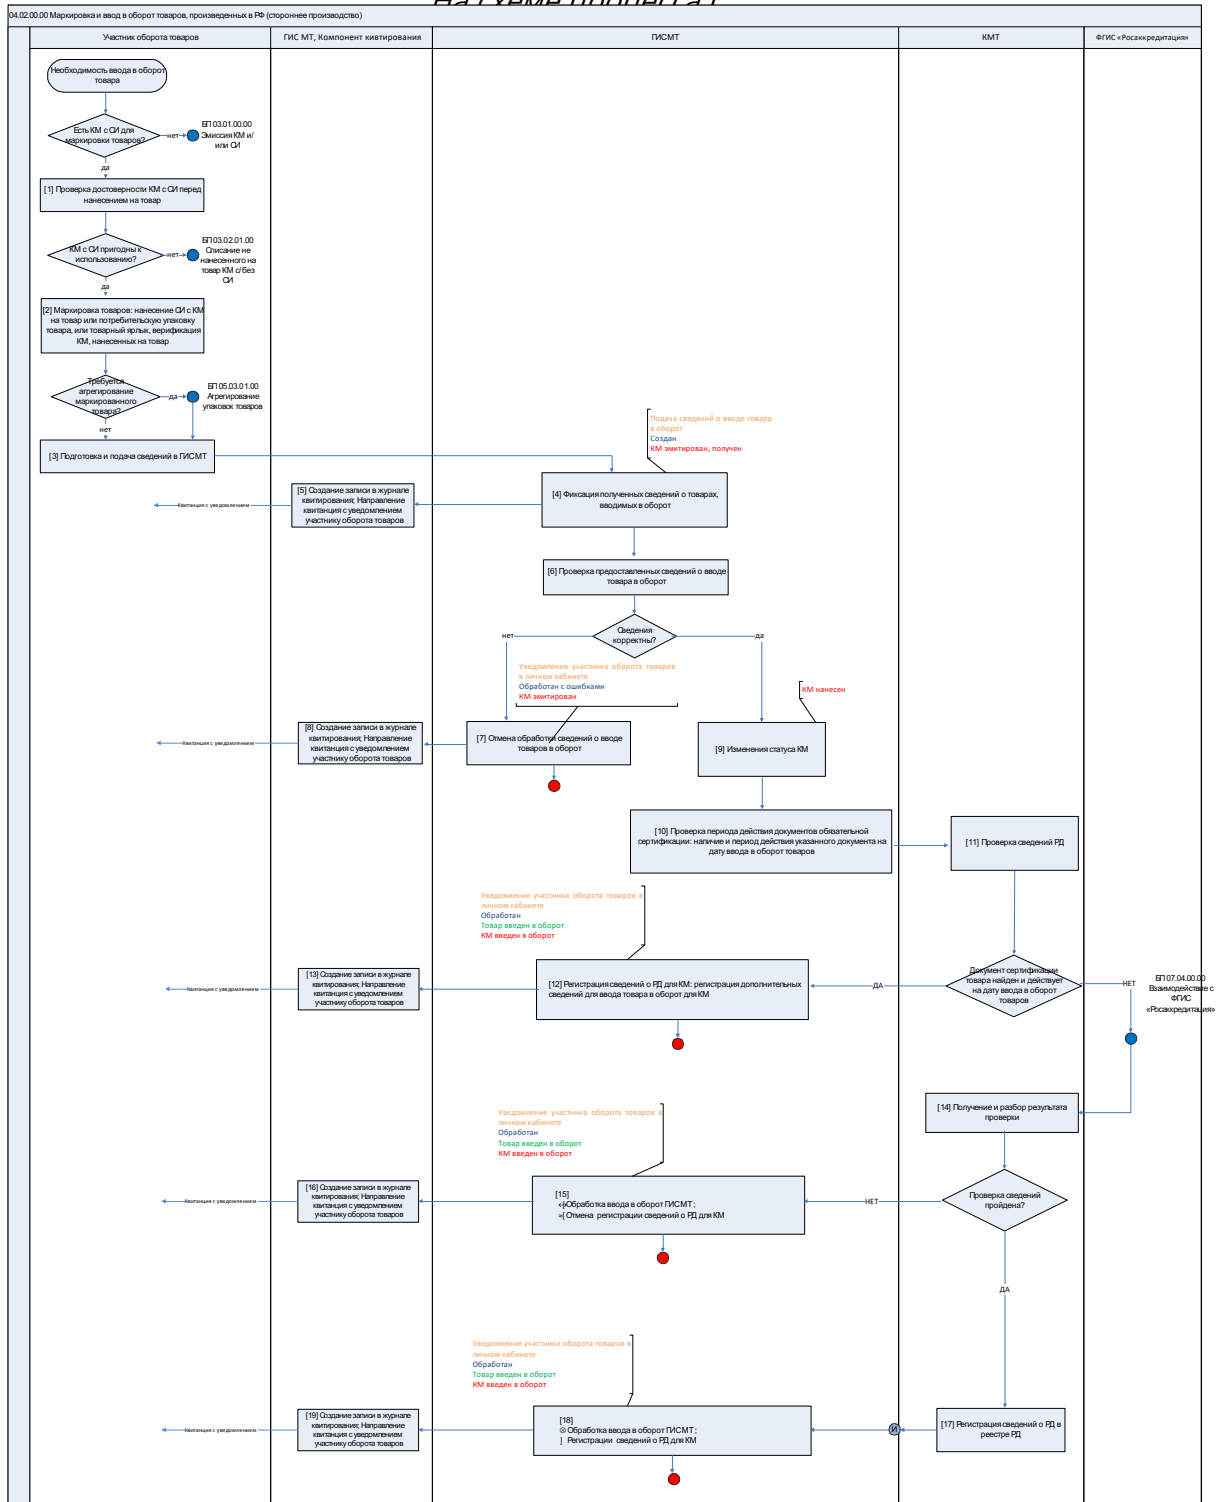 на схеме процесса г
04.02.00.00 Маркировка и ввод в оборот товаров, произведенных в РФ (стороннее производство)
Участник оборота товаров
ГИС МТ, Компонент квитирования
ГИСМТ
КМТ
ФГИС «Росаккредитация»
Необходимость ввода в оборот
товара
Есть КМ с СИ для
маркировки товаров?
нет
БП 03.01.00.00
Эмиссия КМ и/
или СИ
да
[1] Проверка достоверности КМ с СИ перед
нанесением на товар
КМ с СИ пригодны к
использованию?
нет
БП 03.02.01.00
Списание не
нанесенного на
товар КМ с/без
СИ
да
[2] Маркировка товаров: нанесение СИ с КМ
на товар или потребительскую упаковку
товара, или товарный ярлык, верификация
КМ, нанесенных на товар
Требуется
агрегирование
маркированного
товара?
да
БП 05.03.01.00
Агрегирование
упаковок товаров
нет
[3] Подготовка и подача сведений в ГИСМТ
Подача сведений о вводе товара
в оборот
Создан
КМ эмитирован, получен
[4] Фиксация полученных сведений о товарах,
вводимых в оборот
[5] Создание записи в журнале
квитирования; Направление
квитанция с уведомлением
участнику оборота товаров
Квитанция с уведомлением
[6] Проверка предоставленных сведений о вводе
товара в оборот
Сведения
корректны?
нет
да
Уведомление участника оборота товаров
в личном кабинете
Обработан с ошибками
КМ эмитирован
КМ нанесен
[7] Отмена обработки сведений о вводе
товаров в оборот
[8] Создание записи в журнале
квитирования; Направление
квитанция с уведомлением
участнику оборота товаров
Квитанция с уведомлением
[9] Изменения статуса КМ
[10] Проверка периода действия документов обязательной
сертификации: наличие и период действия указанного документа на
дату ввода в оборот товаров
[11] Проверка сведений РД
Уведомление участника оборота товаров в
личном кабинете
Обработан
Товар введен в оборот
КМ введен в оборот
Документ сертификации
товара найден и действует
на дату ввода в оборот
товаров
ДА
НЕТ
БП 07.04.00.00
Взаимодействие с
ФГИС
«Росаккредитация»
[12] Регистрация сведений о РД для КМ: регистрация дополнительных
сведений для ввода товара в оборот для КМ
[13] Создание записи в журнале
квитирования; Направление
квитанция с уведомлением
участнику оборота товаров
Квитанция с уведомлением
[14] Получение и разбор результата
проверки
Уведомление участника оборота товаров в
личном кабинете
Обработан
Товар введен в оборот
КМ введен в оборот
Проверка сведений
пройдена?
НЕТ
ДА
[15]
Обработка ввода в оборот ГИСМТ;
Отмена регистрации сведений о РД для КМ
[16] Создание записи в журнале
квитирования; Направление
квитанция с уведомлением
участнику оборота товаров
Квитанция с уведомлением
Уведомление участника оборота товаров в
личном кабинете
Обработан
Товар введен в оборот
КМ введен в оборот
[17] Регистрация сведений о РД в
реестре РД
И
[18]
Обработка ввода в оборот ГИСМТ;
] Регистрации сведений о РД для КМ
[19] Создание записи в журнале
квитирования; Направление
квитанция с уведомлением
участнику оборота товаров
Квитанция с уведомлением